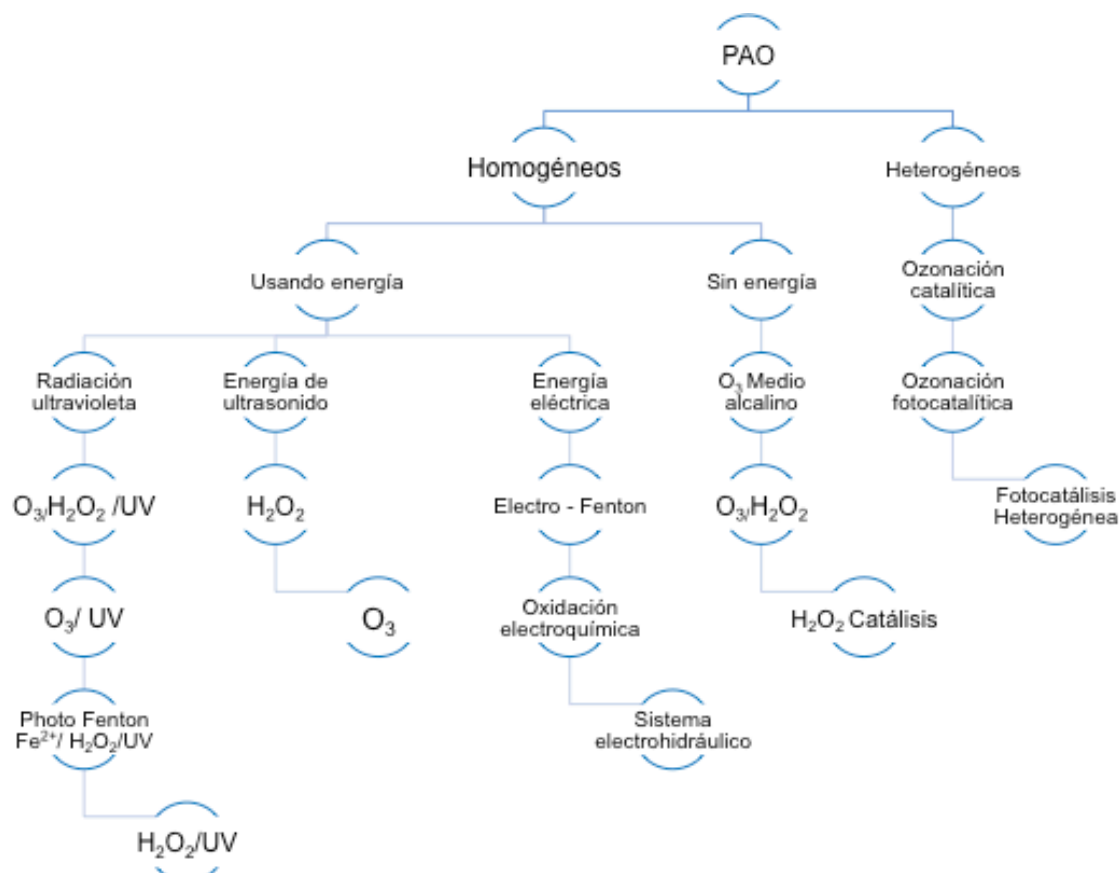 PAO
Homogéneos
Heterogéneos
Usando energía
Sin energía
Ozonación
catalítica
Radiación
ultravioleta
Energía de
ultrasonido
Energía
eléctrica
O₃ Medio
alcalino
Ozonación
fotocatalítica
O₃/H₂O₂ /UV
H₂O₂
Electro - Fenton
O₃/H₂O₂
Fotocatálisis
Heterogénea
O₃/ UV
O₃
Oxidación
electroquímica
H₂O₂ Catálisis
Photo Fenton
Fe²⁺/ H₂O₂/UV
Sistema
electrohidráulico
H₂O₂/UV